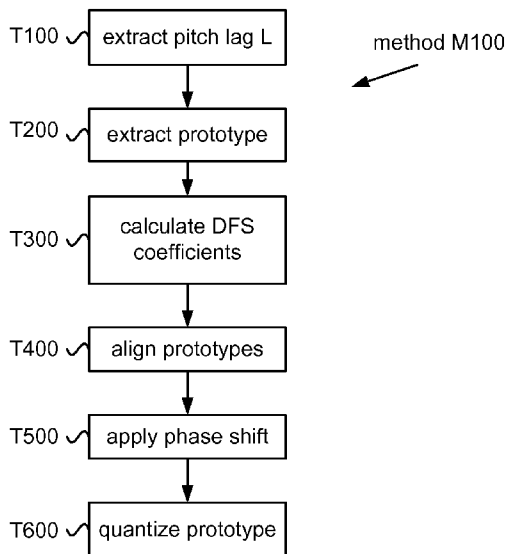 T100 extract pitch lag L
method M100
T200 extract prototype
T300 calculate DFS
coefficients
T400 align prototypes
T500 apply phase shift
T600 quantize prototype